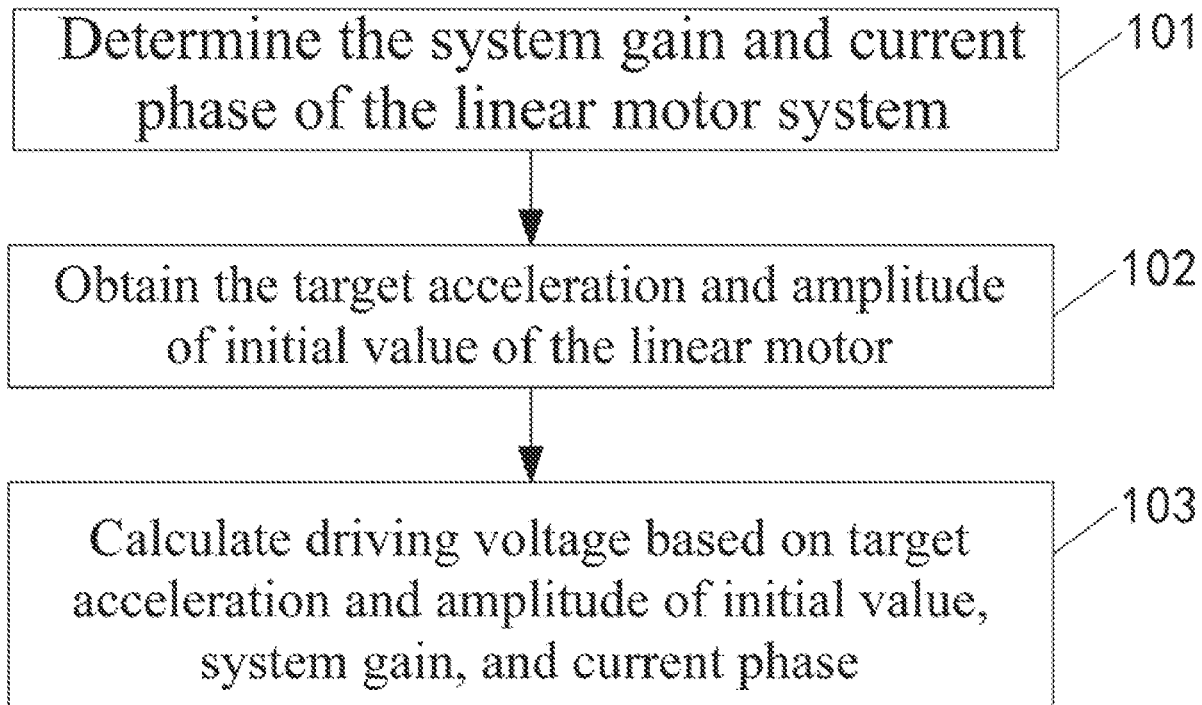 Determine the system gain and current
phase of the linear motor system
101
Obtain the target acceleration and amplitude
of initial value of the linear motor
102
Calculate driving voltage based on target
acceleration and amplitude of initial value,
system gain, and current phase
103